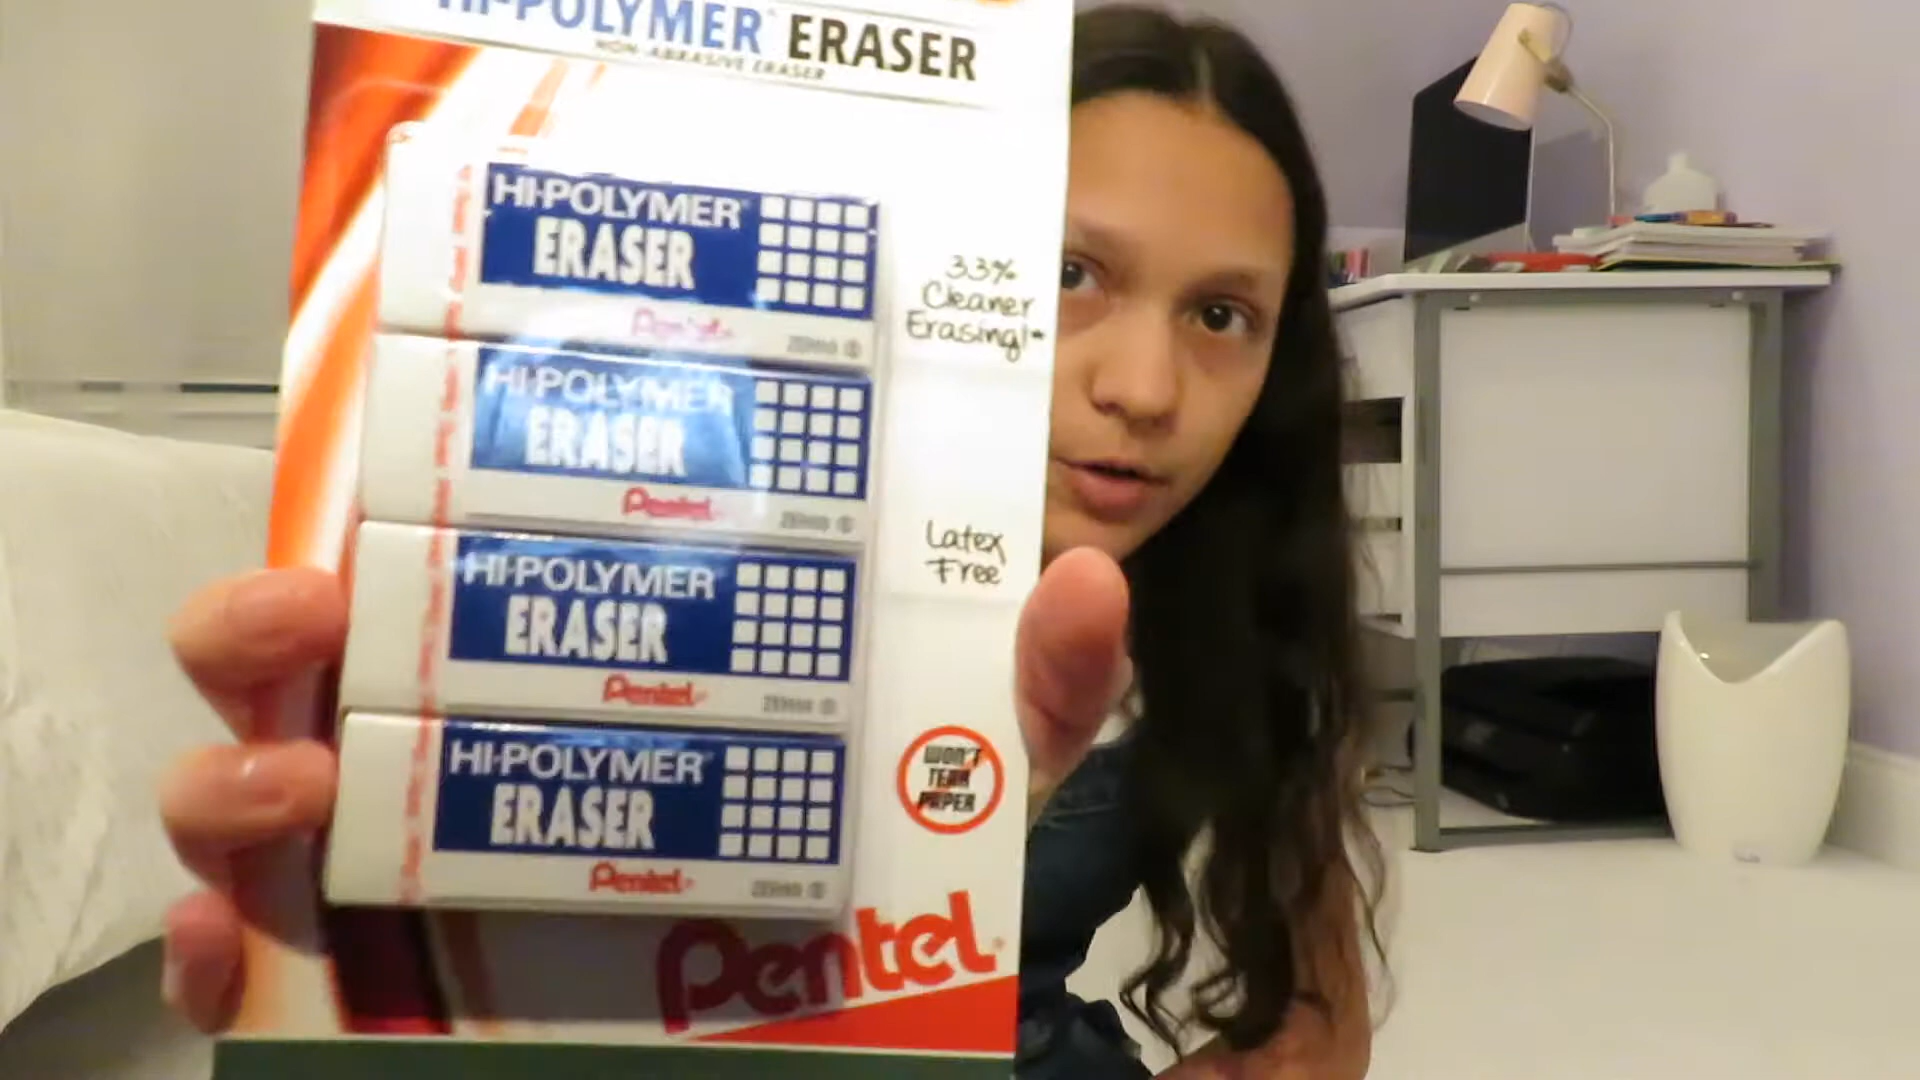 HI-POLYMER® ERASER
NON-ABRASIVE ERASER
HI-POLYMER®
ERASER
Pentel®
33%
Cleaner
Erasing!*
HI-POLYMER
ERASER
Pentel®
Latex
Free
HI-POLYMER
ERASER
Pentel®
HI-POLYMER®
ERASER
Pentel®
WON'T
TEAR
PAPER
Pentel®